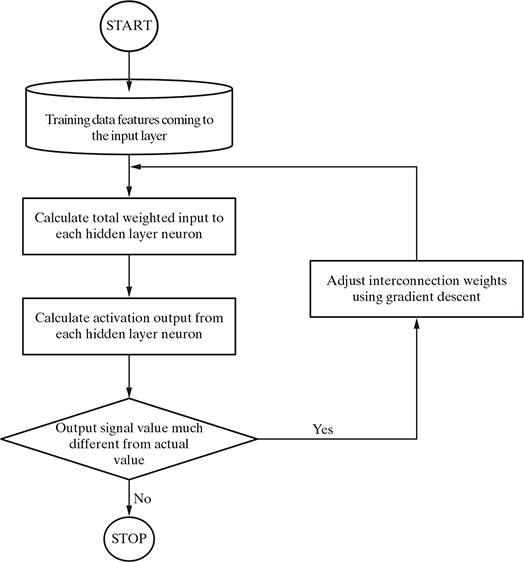 START
Training data features coming to
the input layer
Calculate total weighted input to
each hidden layer neuron
Adjust interconnection weights
using gradient descent
Calculate activation output from
each hidden layer neuron
Output signal value much
different from actual
value
Yes
No
STOP